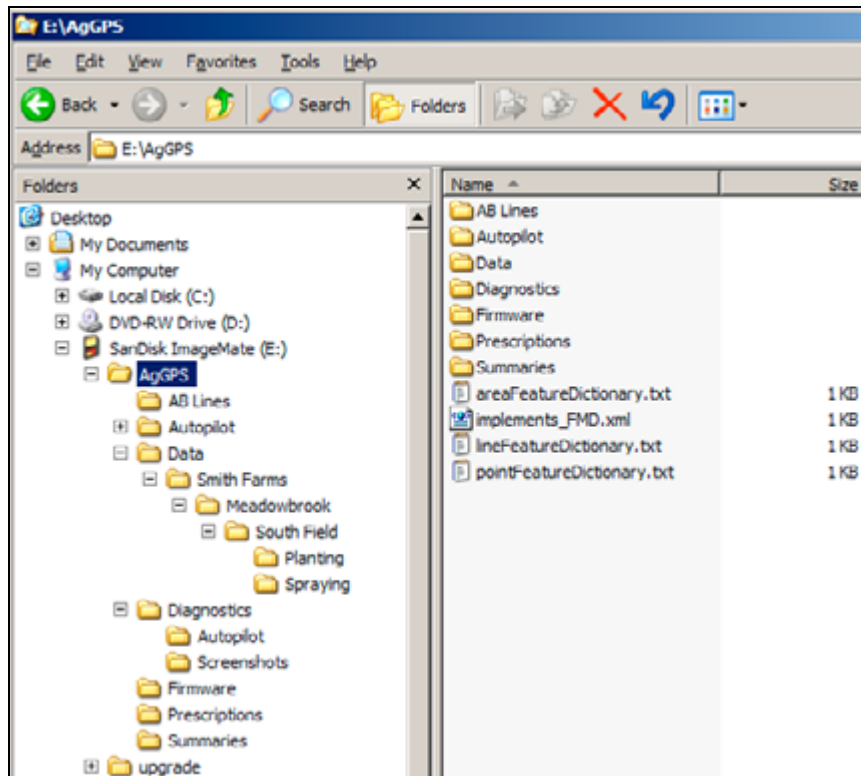 E:\AgGPS
File Edit View Favorites Tools Help
Back Search Folders
Address E:\AgGPS
Folders
Desktop
My Documents
My Computer
Local Disk (C:)
DVD-RW Drive (D:)
SanDisk ImageMate (E:)
AgGPS
AB Lines
Autopilot
Data
Smith Farms
Meadowbrook
South Field
Planting
Spraying
Diagnostics
Autopilot
Screenshots
Firmware
Prescriptions
Summaries
upgrade
Name Size
AB Lines
Autopilot
Data
Diagnostics
Firmware
Prescriptions
Summaries
areaFeatureDictionary.txt 1 KB
implements_FMD.xml 1 KB
lineFeatureDictionary.txt 1 KB
pointFeatureDictionary.txt 1 KB